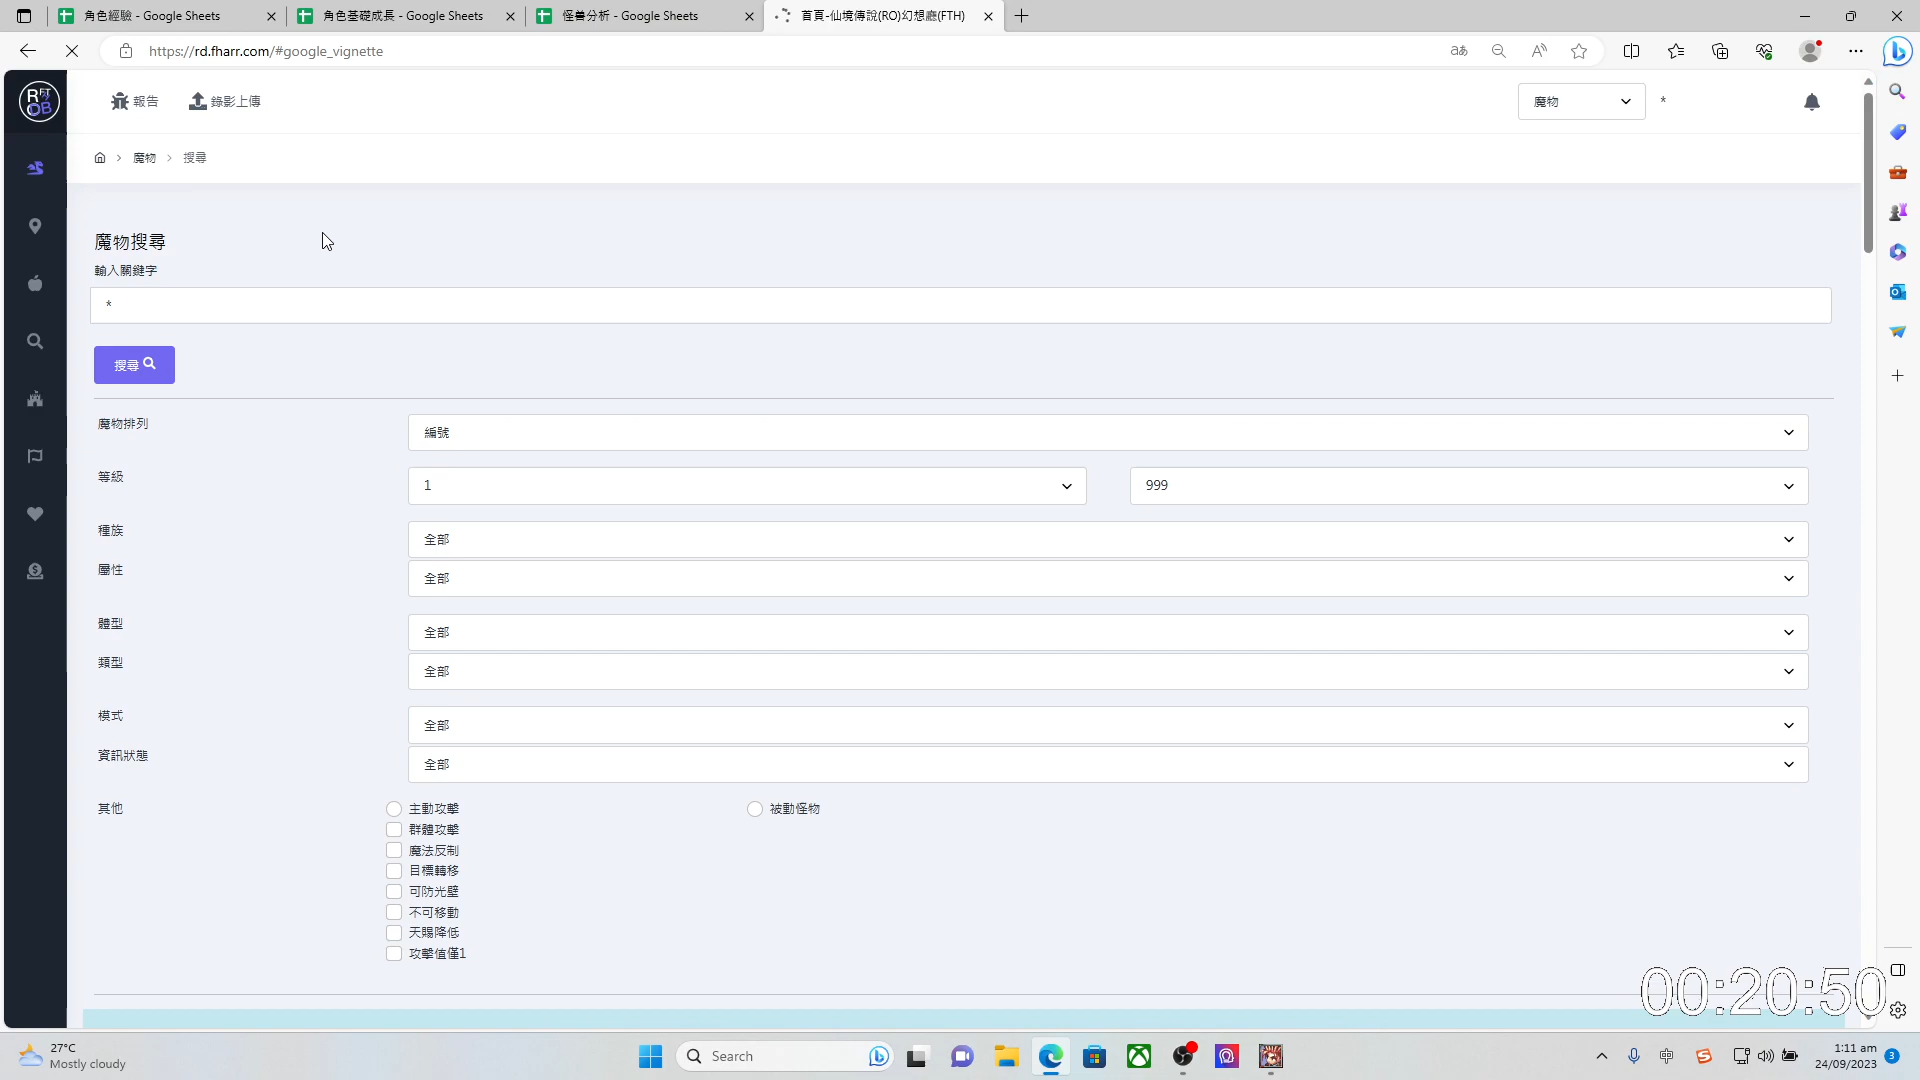 角色經驗 - Google Sheets
角色基礎成長 - Google Sheets
怪兽分析 - Google Sheets
首頁-仙境傳說(RO)幻想廳(FTH)
https://rd.fharr.com/#google_vignette
報告
錄影上傳
魔物
*
魔物
搜尋
魔物搜尋
輸入關鍵字
*
搜尋
魔物排列
編號
等級
1
999
種族
全部
屬性
全部
體型
全部
類型
全部
模式
全部
資訊狀態
全部
其他
主動攻擊
被動怪物
群體攻擊
魔法反制
目標轉移
可防光壁
不可移動
天賜降低
攻擊值僅1
00:20:50
27°C
Mostly cloudy
Search
中
1:11 am
24/09/2023
3